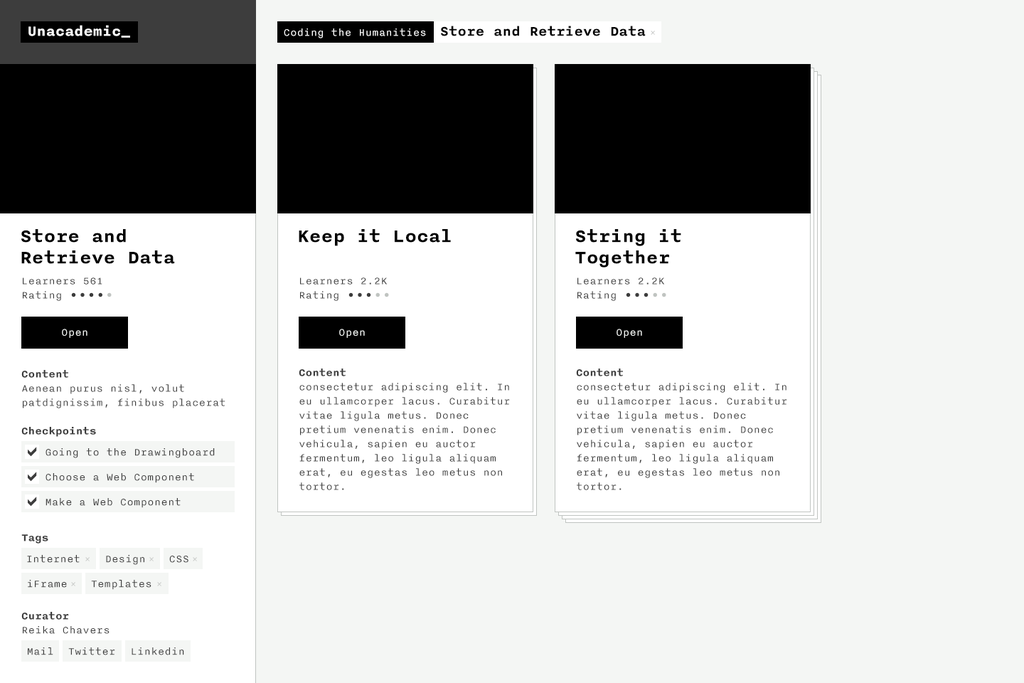 Unacademic_
Coding the Humanities
Store and Retrieve Data ×
Store and
Retrieve Data
Learners 561
Rating
Open
Content
Aenean purus nisl, volut
patdignissim, finibus placerat
Checkpoints
Going to the Drawingboard
Choose a Web Component
Make a Web Component
Tags
Internet × Design × CSS ×
iFrame × Templates ×
Curator
Reika Chavers
Mail Twitter Linkedin
Keep it Local
Learners 2.2K
Rating
Open
Content
consectetur adipiscing elit. In
eu ullamcorper lacus. Curabitur
vitae ligula metus. Donec
pretium venenatis enim. Donec
vehicula, sapien eu auctor
fermentum, leo ligula aliquam
erat, eu egestas leo metus non
tortor.
String it
Together
Learners 2.2K
Rating
Open
Content
consectetur adipiscing elit. In
eu ullamcorper lacus. Curabitur
vitae ligula metus. Donec
pretium venenatis enim. Donec
vehicula, sapien eu auctor
fermentum, leo ligula aliquam
erat, eu egestas leo metus non
tortor.